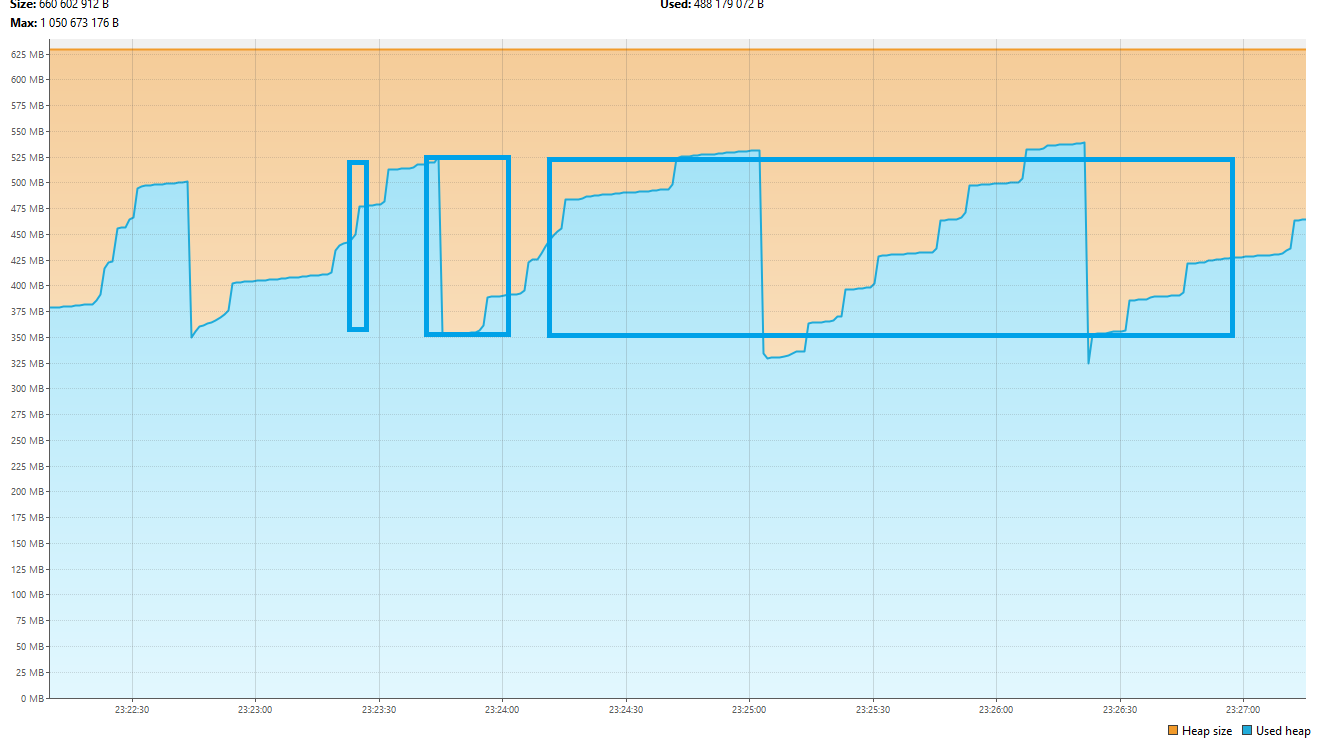 Size: 660 602 912 B
Used: 488 179 072 B
Max: 1 050 673 176 B
625 MB
600 MB
575 MB
550 MB
525 MB
500 MB
475 MB
450 MB
425 MB
400 MB
375 MB
350 MB
325 MB
300 MB
275 MB
250 MB
225 MB
200 MB
175 MB
150 MB
125 MB
100 MB
75 MB
50 MB
25 MB
0 MB
23:22:30
23:23:00
23:23:30
23:24:00
23:24:30
23:25:00
23:25:30
23:26:00
23:26:30
23:27:00
Heap size
Used heap